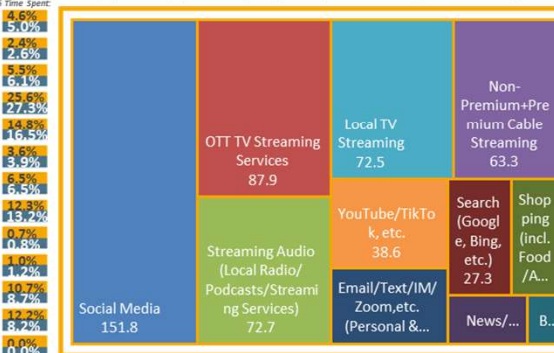 % Time Spent:
4.6%
5.0%
2.4%
2.6%
5.5%
6.1%
25.6%
27.3%
14.8%
16.5%
3.6%
3.9%
6.5%
6.5%
12.3%
13.2%
0.7%
0.8%
1.0%
1.2%
10.7%
8.7%
12.2%
8.2%
0.0%
0.0%
Social Media
151.8
OTT TV Streaming
Services
87.9
Streaming Audio
(Local Radio/
Podcasts/Streami
ng Services)
72.7
Local TV
Streaming
72.5
Non-
Premium+Pre
mium Cable
Streaming
63.3
YouTube/TikTo
k, etc.
38.6
Email/Text/IM/
Zoom,etc.
(Personal &...
Search
(Googl
e, Bing,
etc.)
27.3
Shop
ping
(incl.
Food
/A...
News/...
B...